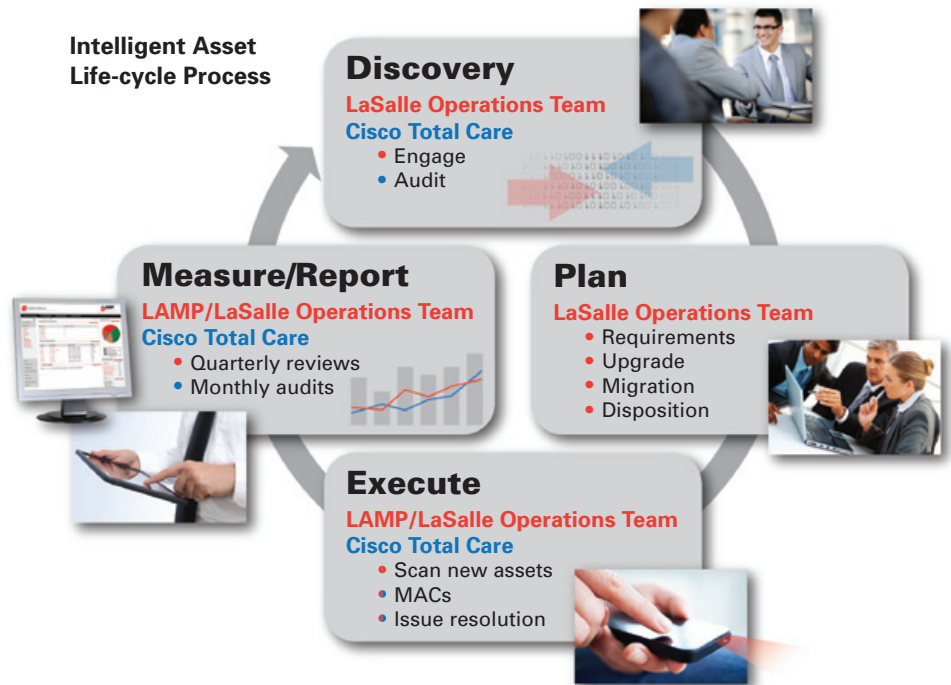 Intelligent Asset
Life-cycle Process
Discovery
LaSalle Operations Team
Cisco Total Care
• Engage
• Audit
Plan
LaSalle Operations Team
• Requirements
• Upgrade
• Migration
• Disposition
Execute
LAMP/LaSalle Operations Team
Cisco Total Care
• Scan new assets
• MACs
• Issue resolution
Measure/Report
LAMP/LaSalle Operations Team
Cisco Total Care
• Quarterly reviews
• Monthly audits